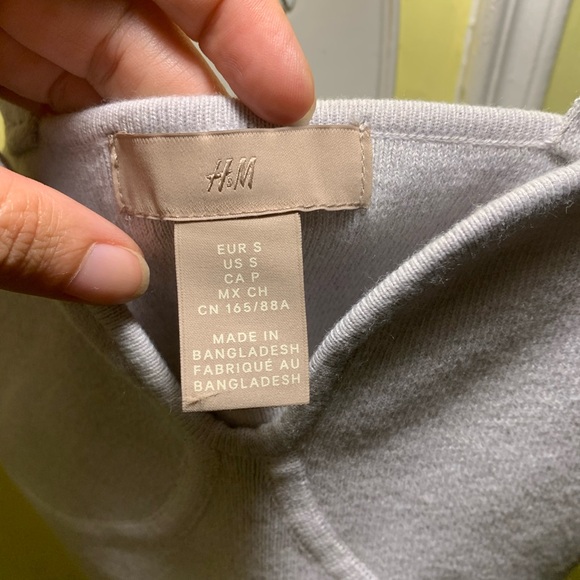 H&M
EUR S
US S
CA P
MX CH
CN 165/88A
MADE IN
BANGLADESH
FABRIQUÉ AU
BANGLADESH